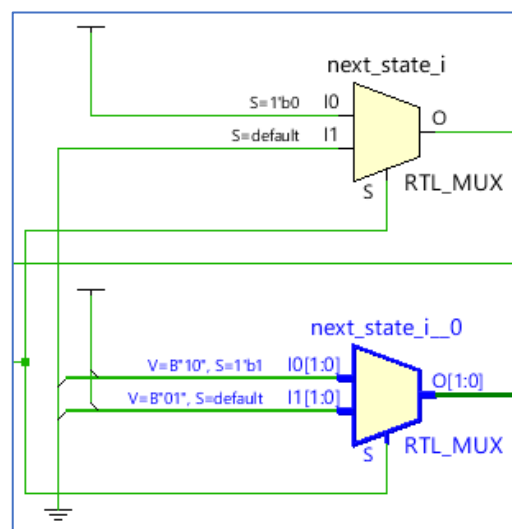 next_state_i
S=1'b0 I0
O
S=default I1
S
RTL_MUX
next_state_i__0
V=B"10", S=1'b1 I0[1:0]
O[1:0]
V=B"01", S=default I1[1:0]
S
RTL_MUX